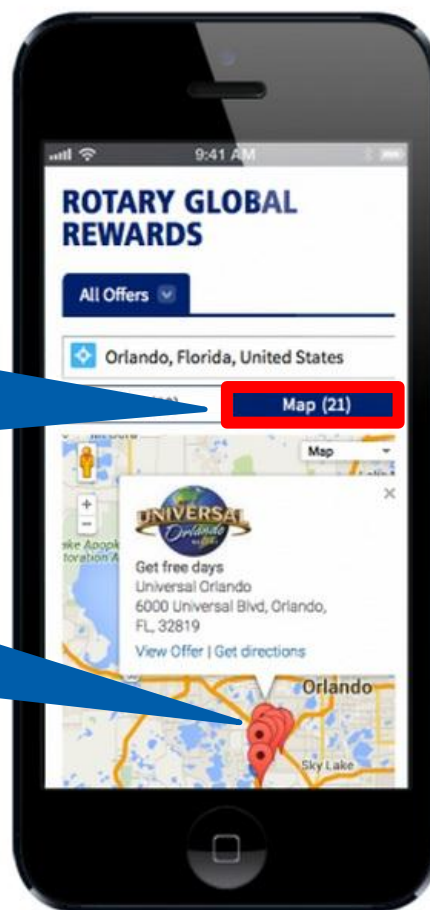 9:41 AM
ROTARY GLOBAL
REWARDS
All Offers
Orlando, Florida, United States
Map (21)
Map
UNIVERSAL
Orlando
Get free days
Universal Orlando
6000 Universal Blvd, Orlando,
FL, 32819
View Offer | Get directions
Orlando
Sky Lake